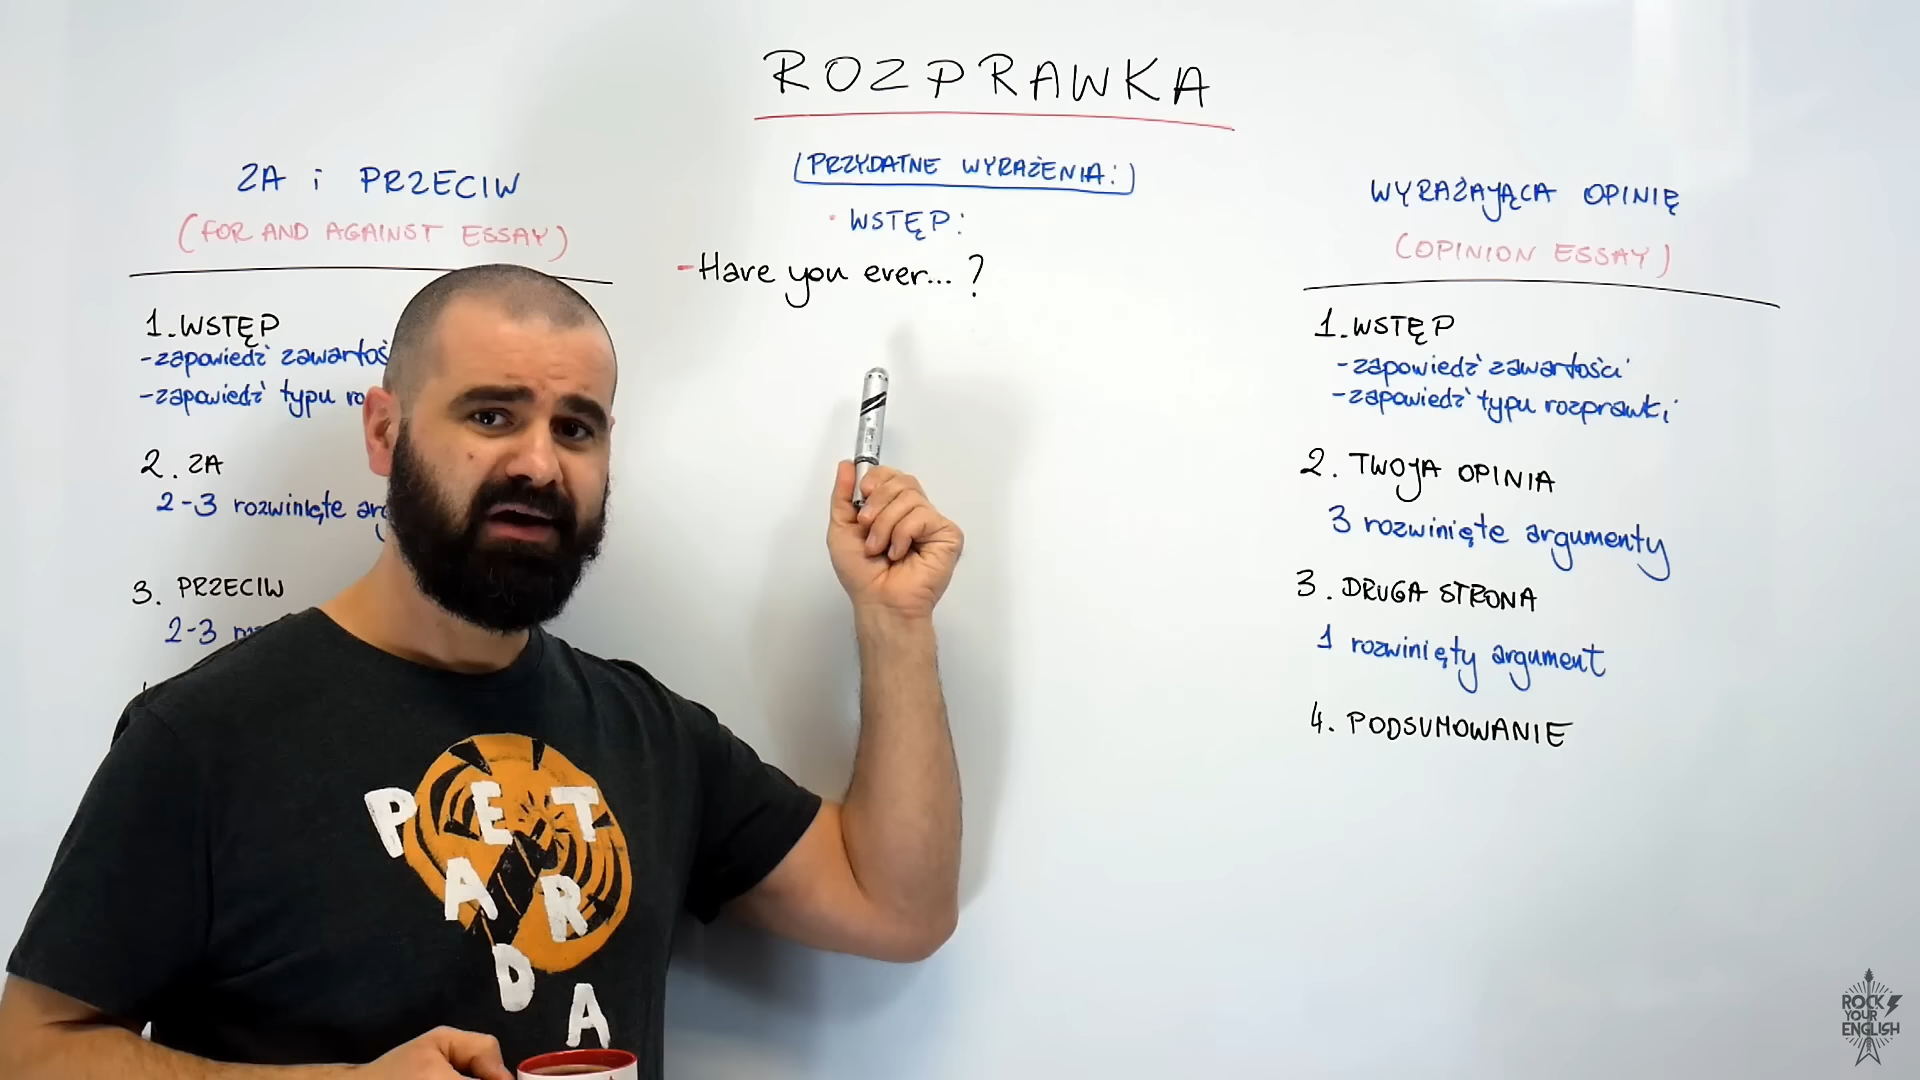 ROZPRAWKA
ZA i PRZECIW
(FOR AND AGAINST ESSAY)
1. WSTĘP
-zapowiedź zawartoś
-zapowiedź typu ro
2. ZA
2-3 rozwinięte arg
3. PRZECIW
2-3
(PRZYDATNE WYRAŻENIA:)
• WSTĘP:
-Have you ever... ?
WYRAŻAJĄCA OPINIĘ
(OPINION ESSAY)
1. WSTĘP
-zapowiedź zawartości
-zapowiedź typu rozprawki
2. TWOJA OPINIA
3 rozwinięte argumenty
3. DRUGA STRONA
1 rozwinięty argument
4. PODSUMOWANIE
PET
AR
DA
ROCK
YOUR
ENGLISH